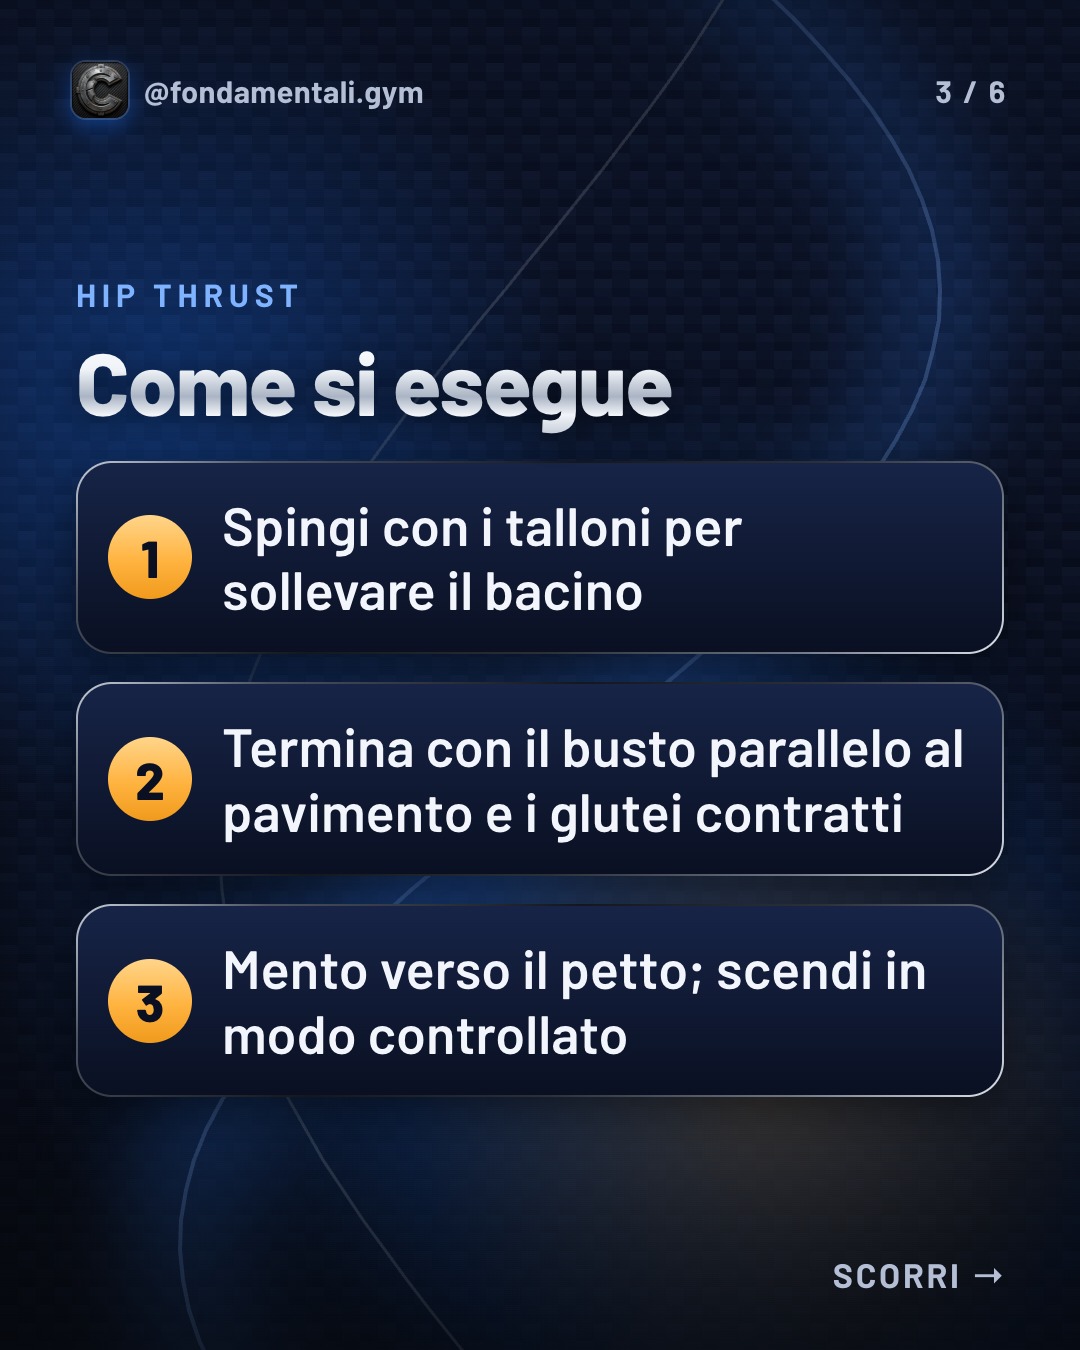 @fondamentali.gym
3 / 6
HIP THRUST
Come si esegue
1
Spingi con i talloni per
sollevare il bacino
2
Termina con il busto parallelo al
pavimento e i glutei contratti
3
Mento verso il petto; scendi in
modo controllato
SCORRI →